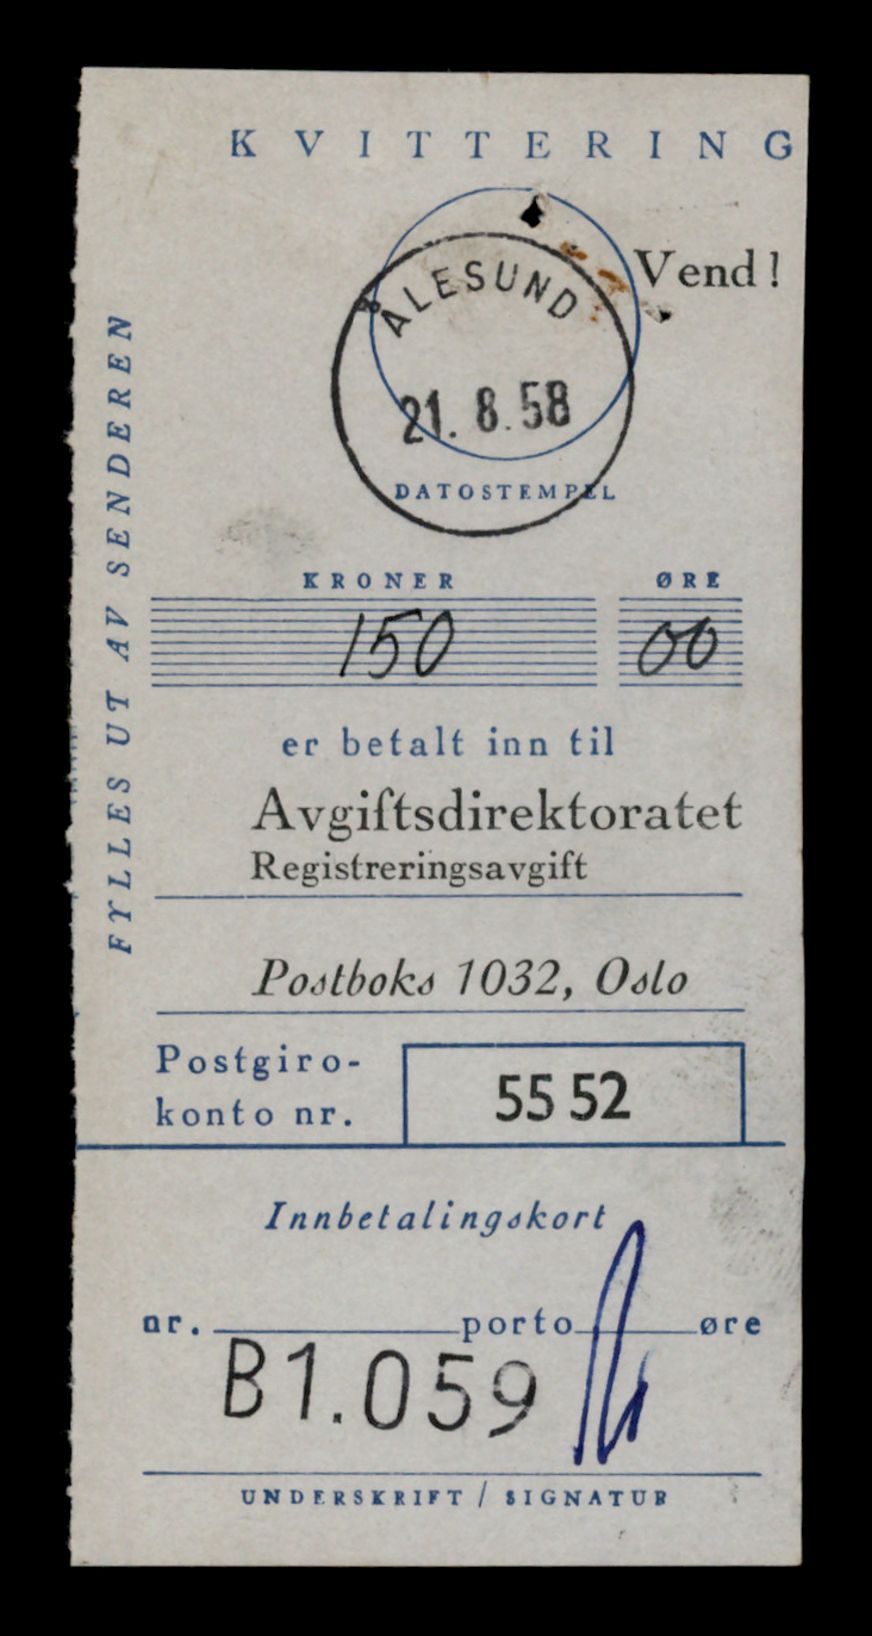 KVITTERING
Vend!
ÅLESUND
21. 8. 58
DATOSTEMPEL
FYLLES UT AV SENDEREN
KRONER ØRE
150 00
er betalt inn til
Avgiftsdirektoratet
Registreringsavgift
Postboks 1032, Oslo
Postgiro-
konto nr. 55 52
Innbetalingskort
nr. porto øre
B1.059
UNDERSKRIFT / SIGNATUR